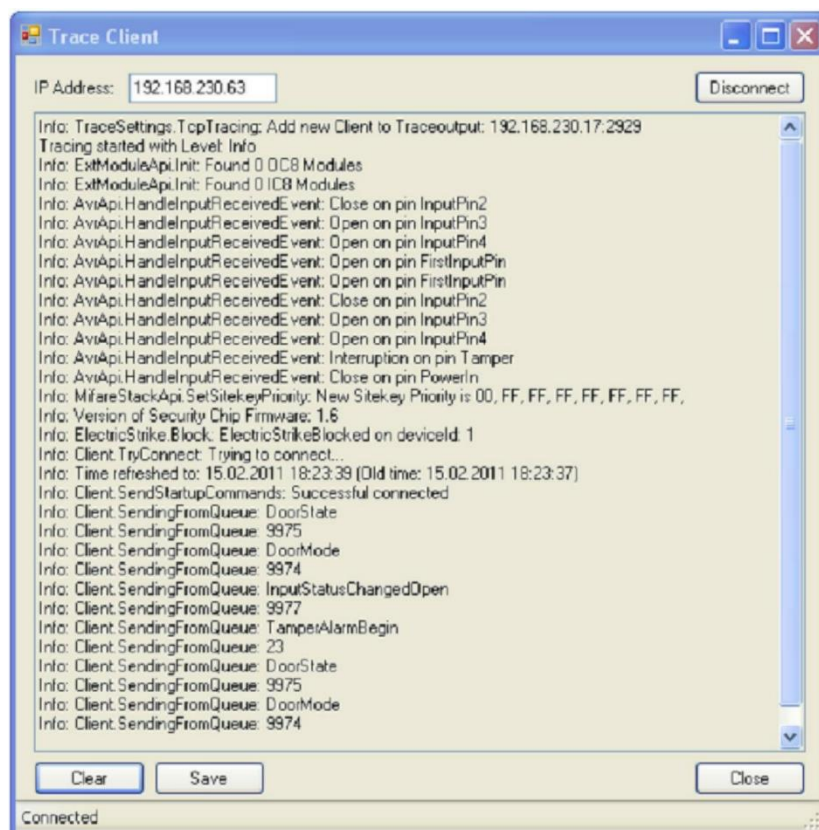 Trace Client
IP Address: 192.168.230.63 Disconnect
Info: TraceSettings.TcpTracing: Add new Client to Traceoutput: 192.168.230.17:2929
Tracing started with Level: Info
Info: ExtModuleApi.Init: Found 0 OC8 Modules
Info: ExtModuleApi.Init: Found 0 IC8 Modules
Info: AviApi.HandleInputReceivedEvent: Close on pin InputPin2
Info: AviApi.HandleInputReceivedEvent: Open on pin InputPin3
Info: AviApi.HandleInputReceivedEvent: Open on pin InputPin4
Info: AviApi.HandleInputReceivedEvent: Open on pin FirstInputPin
Info: AviApi.HandleInputReceivedEvent: Open on pin FirstInputPin
Info: AviApi.HandleInputReceivedEvent: Close on pin InputPin2
Info: AviApi.HandleInputReceivedEvent: Open on pin InputPin3
Info: AviApi.HandleInputReceivedEvent: Open on pin InputPin4
Info: AviApi.HandleInputReceivedEvent: Interruption on pin Tamper
Info: AviApi.HandleInputReceivedEvent: Close on pin PowerIn
Info: MifareStackApi.SetSitekeyPriority: New Sitekey Priority is 00, FF, FF, FF, FF, FF, FF, FF,
Info: Version of Security Chip Firmware: 1.6
Info: ElectricStrike.Block: ElectricStrikeBlocked on deviceId: 1
Info: Client.TryConnect: Trying to connect...
Info: Time refreshed to: 15.02.2011 18:23:39 (Old time: 15.02.2011 18:23:37)
Info: Client.SendStartupCommands: Successful connected
Info: Client.SendingFromQueue: DoorState
Info: Client.SendingFromQueue: 9975
Info: Client.SendingFromQueue: DoorMode
Info: Client.SendingFromQueue: 9974
Info: Client.SendingFromQueue: InputStatusChangedOpen
Info: Client.SendingFromQueue: 9977
Info: Client.SendingFromQueue: TamperAlarmBegin
Info: Client.SendingFromQueue: 23
Info: Client.SendingFromQueue: DoorState
Info: Client.SendingFromQueue: 9975
Info: Client.SendingFromQueue: DoorMode
Info: Client.SendingFromQueue: 9974
Clear Save Close
Connected